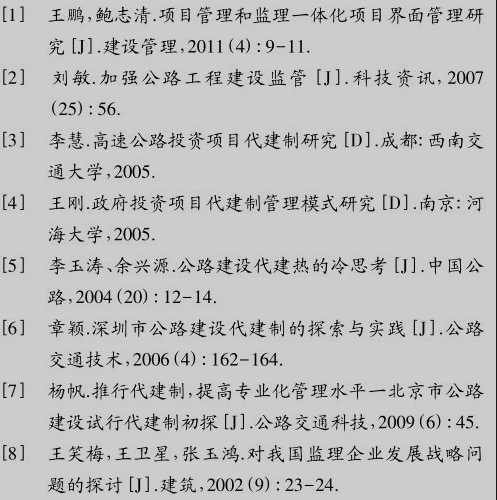 [1] 王鹏,鲍志清.项目管理和监理一体化项目界面管理研
究[J].建设管理,2011(4):9-11.
[2] 刘敏.加强公路工程建设监管[J].科技资讯,2007
(25):56.
[3] 李慧.高速公路投资项目代建制研究[D].成都:西南交
通大学,2005.
[4] 王刚.政府投资项目代建制管理模式研究[D].南京:河
海大学,2005.
[5] 李玉涛、余兴源.公路建设代建热的冷思考[J].中国公
路,2004(20):12-14.
[6] 章颖.深圳市公路建设代建制的探索与实践[J].公路
交通技术,2006(4):162-164.
[7] 杨帆.推行代建制,提高专业化管理水平一北京市公路
建设试行代建制初探[J].公路交通科技,2009(6):45.
[8] 王笑梅,王卫星,张玉鸿.对我国监理企业发展战略问
题的探讨[J].建筑,2002(9):23-24.